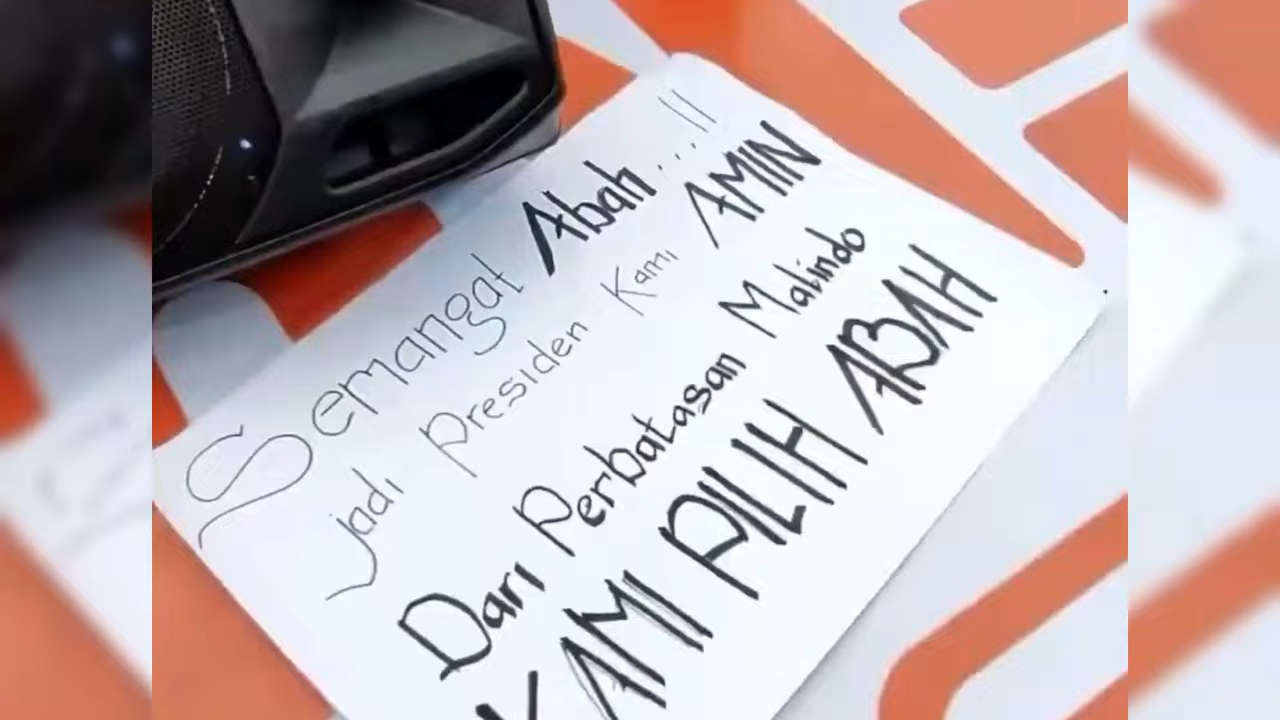 Semangat Abah...!!
jadi Presiden Kami AMIN
Dari Perbatasan Malindo
KAMI PILIH ABAH